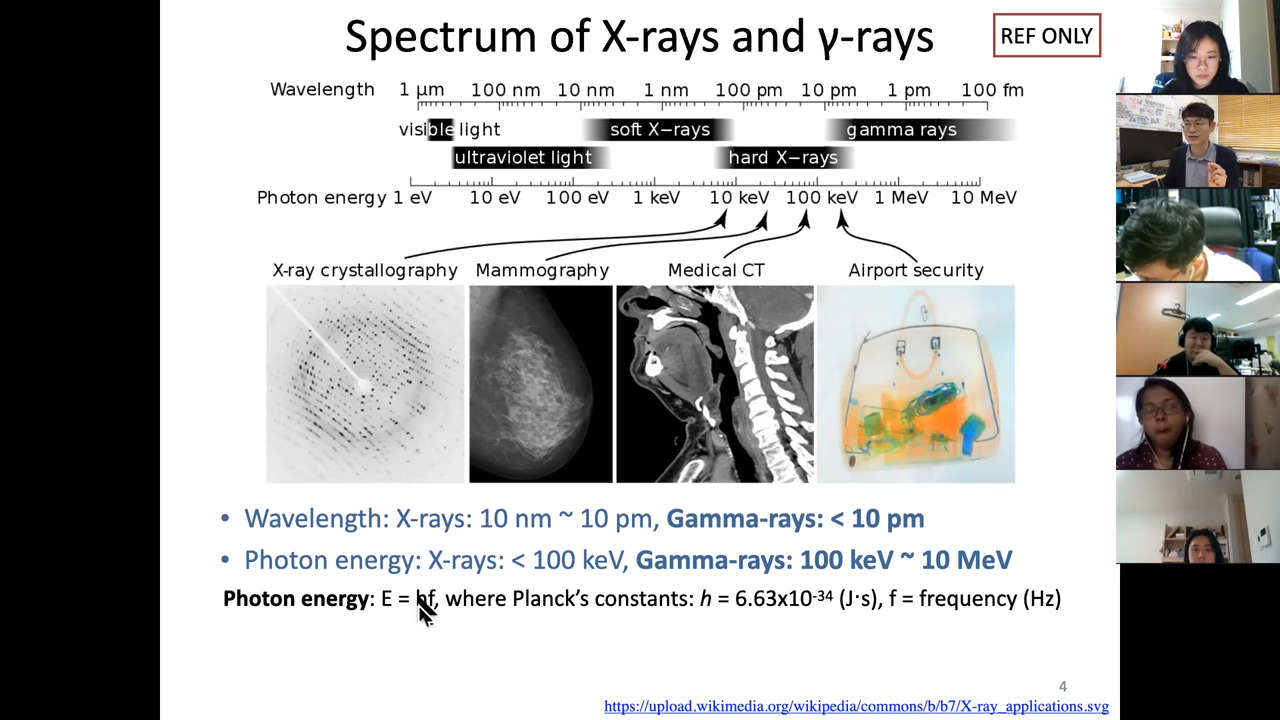 Spectrum of X-rays and γ-rays
REF ONLY
Wavelength 1 μm 100 nm 10 nm 1 nm 100 pm 10 pm 1 pm 100 fm
visible light soft X−rays gamma rays
ultraviolet light hard X−rays
Photon energy 1 eV 10 eV 100 eV 1 keV 10 keV 100 keV 1 MeV 10 MeV
X-ray crystallography Mammography Medical CT Airport security
• Wavelength: X-rays: 10 nm ~ 10 pm, Gamma-rays: < 10 pm
• Photon energy: X-rays: < 100 keV, Gamma-rays: 100 keV ~ 10 MeV
Photon energy: E = hf, where Planck's constants: h = 6.63x10-34 (J·s), f = frequency (Hz)
4
https://upload.wikimedia.org/wikipedia/commons/b/b7/X-ray_applications.svg